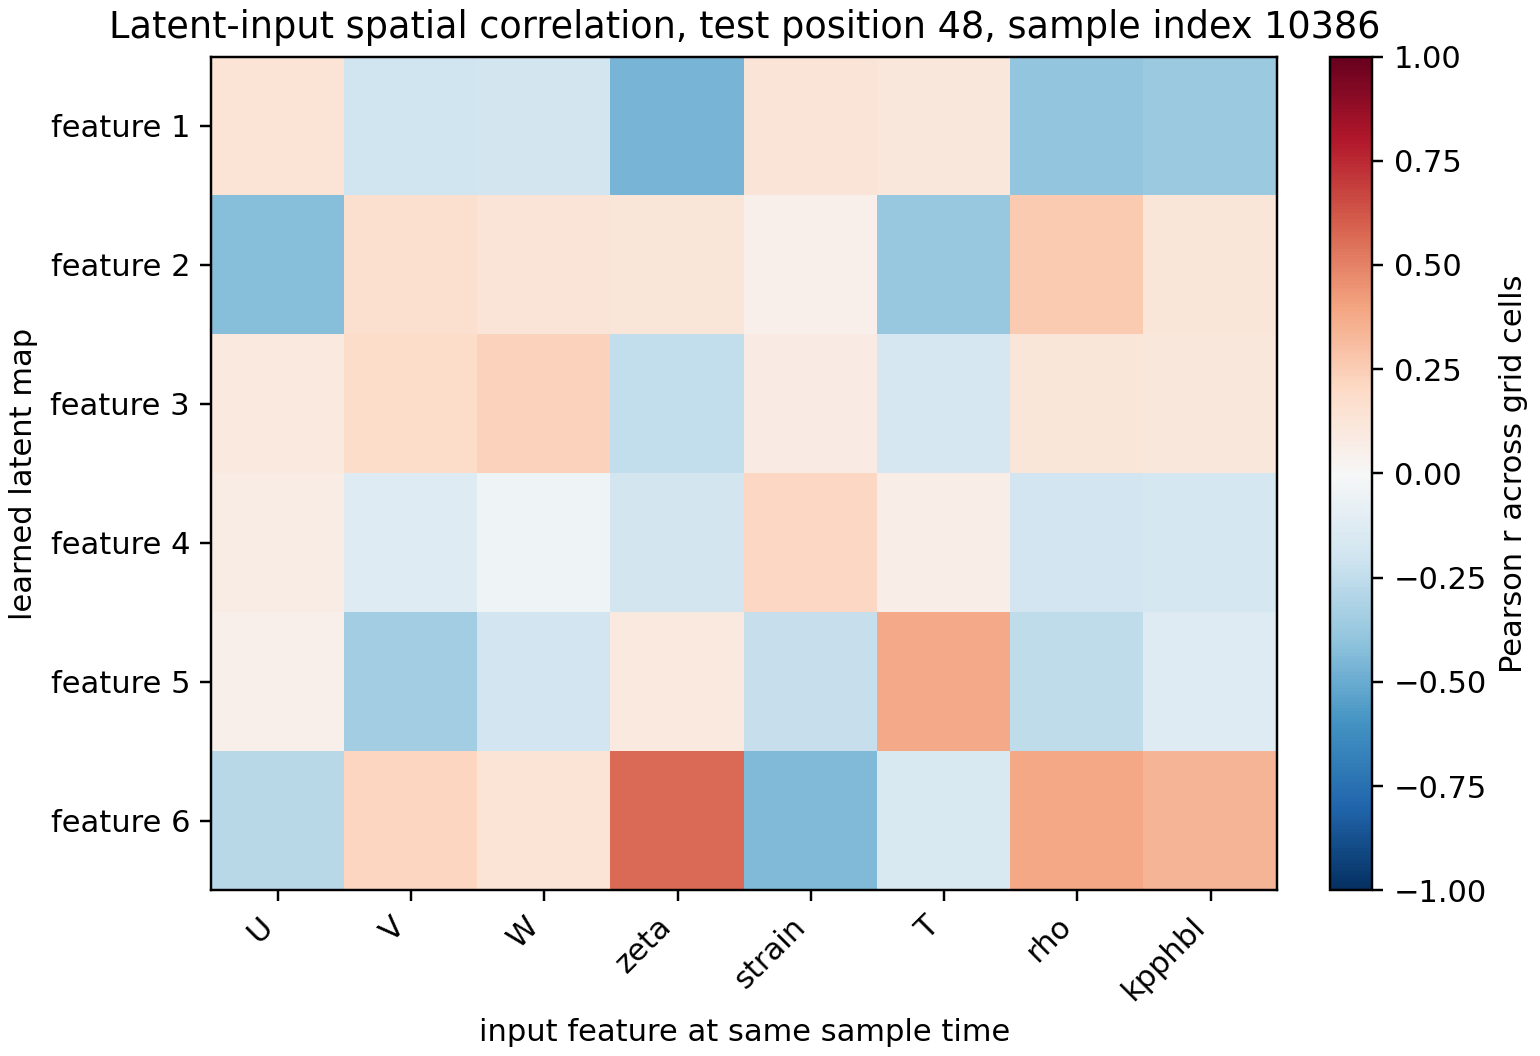 Latent-input spatial correlation, test position 48, sample index 10386
learned latent map
feature 1
feature 2
feature 3
feature 4
feature 5
feature 6
U
V
W
zeta
strain
T
rho
kpphbl
input feature at same sample time
1.00
0.75
0.50
0.25
0.00
−0.25
−0.50
−0.75
−1.00
Pearson r across grid cells